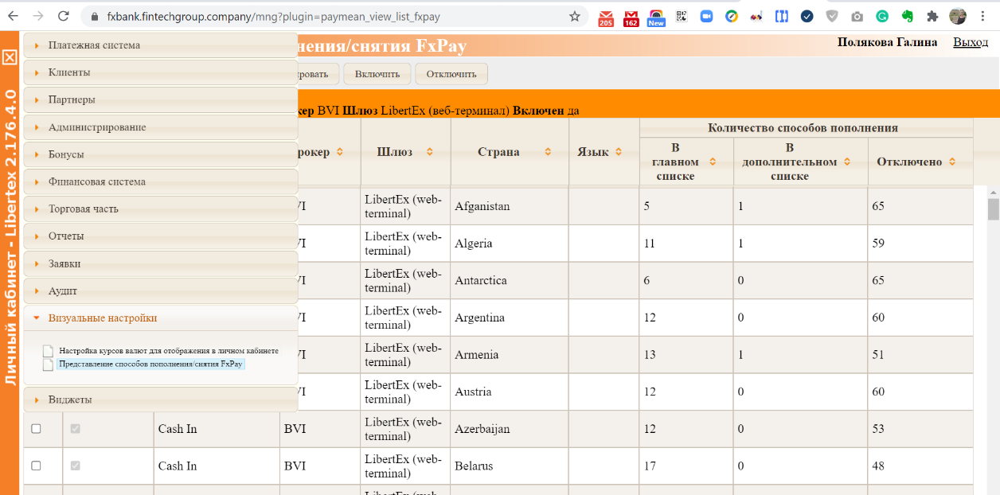 fxbank.fintechgroup.company/mng?plugin=paymean_view_list_fxpay
205
162
New
Личный кабинет - Libertex 2.176.4.0
Платежная система
Клиенты
Партнеры
Администрирование
Бонусы
Финансовая система
Торговая часть
Отчеты
Заявки
Аудит
Визуальные настройки
Настройка курсов валют для отображения в личном кабинете
Представление способов пополнения/снятия FxPay
Виджеты
нения/снятия FxPay
Полякова Галина Выход
ровать Включить Отключить
кер BVI Шлюз LibertEx (веб-терминал) Включен да
рокер Шлюз Страна Язык
Количество способов пополнения
В главном списке
В дополнительном списке
Отключено
VI LibertEx (web-terminal) Afganistan 5 1 65
VI LibertEx (web-terminal) Algeria 11 1 59
VI LibertEx (web-terminal) Antarctica 6 0 65
VI LibertEx (web-terminal) Argentina 12 0 60
VI LibertEx (web-terminal) Armenia 13 1 51
VI LibertEx (web-terminal) Austria 12 0 60
Cash In BVI LibertEx (web-terminal) Azerbaijan 12 0 53
Cash In BVI LibertEx (web-terminal) Belarus 17 0 48